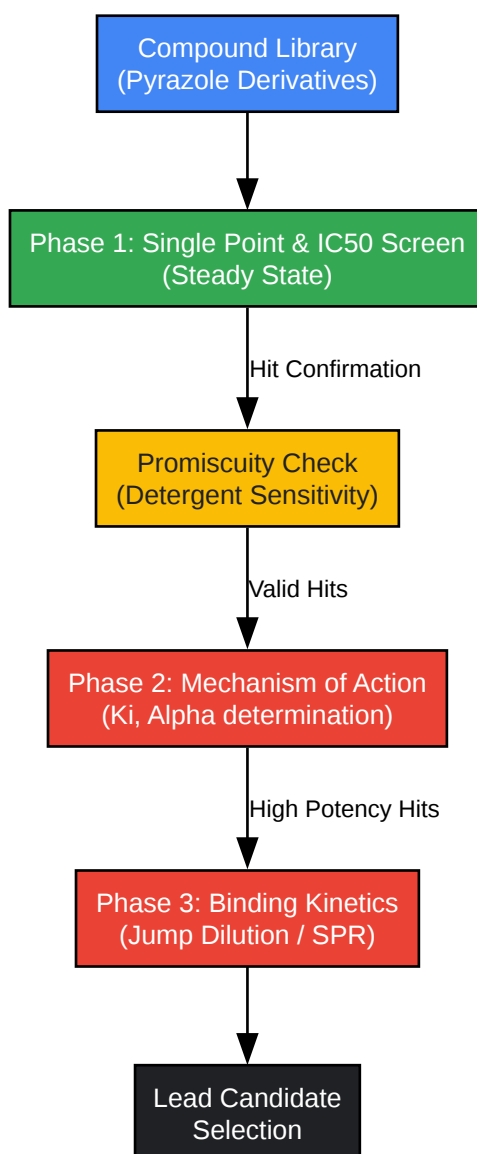 Compound Library
(Pyrazole Derivatives)
Phase 1: Single Point & IC50 Screen
(Steady State)
Hit Confirmation
Promiscuity Check
(Detergent Sensitivity)
Valid Hits
Phase 2: Mechanism of Action
(Ki, Alpha determination)
High Potency Hits
Phase 3: Binding Kinetics
(Jump Dilution / SPR)
Lead Candidate
Selection